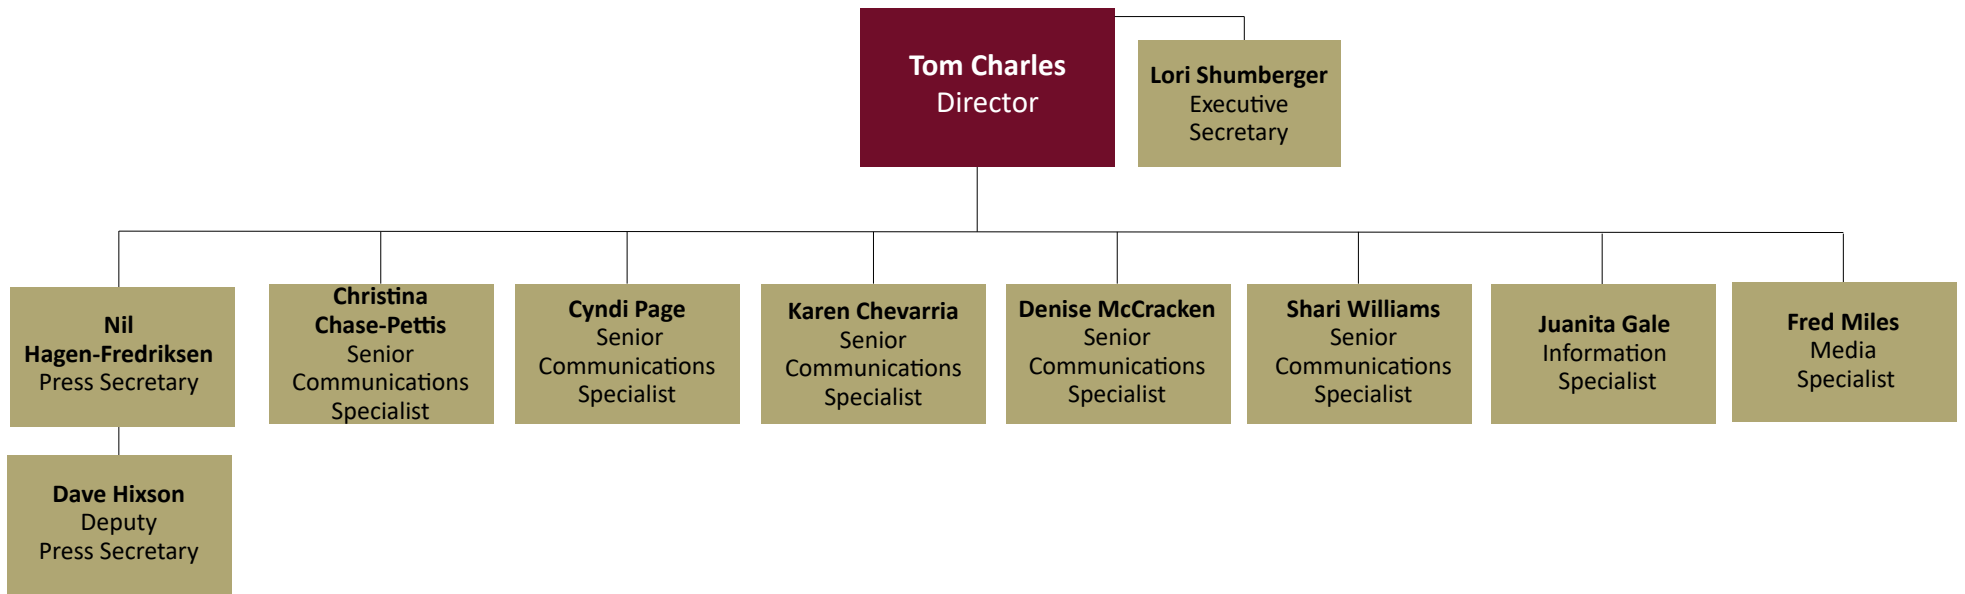 Tom Charles
Director
Lori Shumberger
Executive
Secretary
Nil
Hagen-Fredriksen
Press Secretary
Christina
Chase-Pettis
Senior
Communications
Specialist
Cyndi Page
Senior
Communications
Specialist
Karen Chevarria
Senior
Communications
Specialist
Denise McCracken
Senior
Communications
Specialist
Shari Williams
Senior
Communications
Specialist
Juanita Gale
Information
Specialist
Fred Miles
Media
Specialist
Dave Hixson
Deputy
Press Secretary